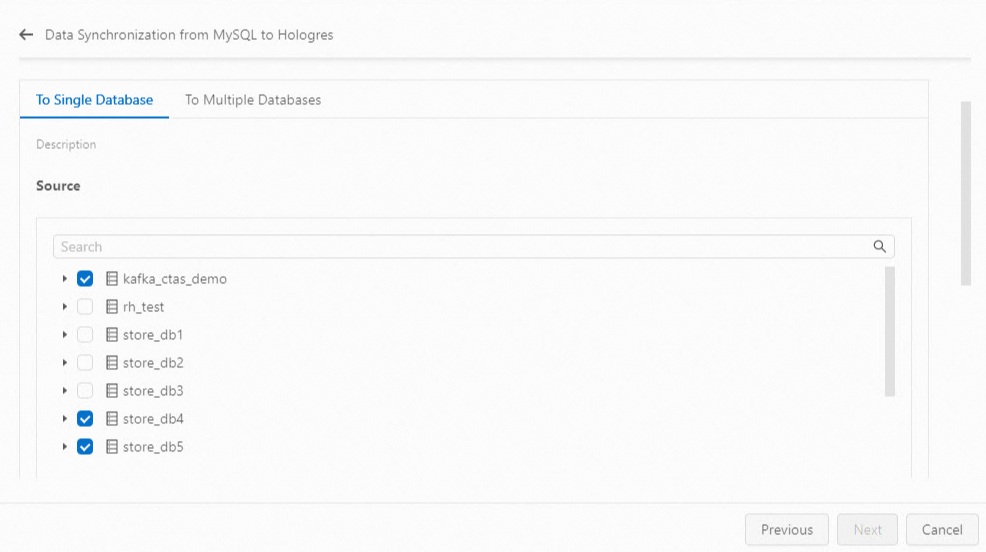 Data Synchronization from MySQL to Hologres
To Single Database To Multiple Databases
Description
Source
Search
kafka_ctas_demo
rh_test
store_db1
store_db2
store_db3
store_db4
store_db5
Previous Next Cancel